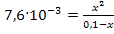 7,6·10⁻³ = x²/(0,1−x)